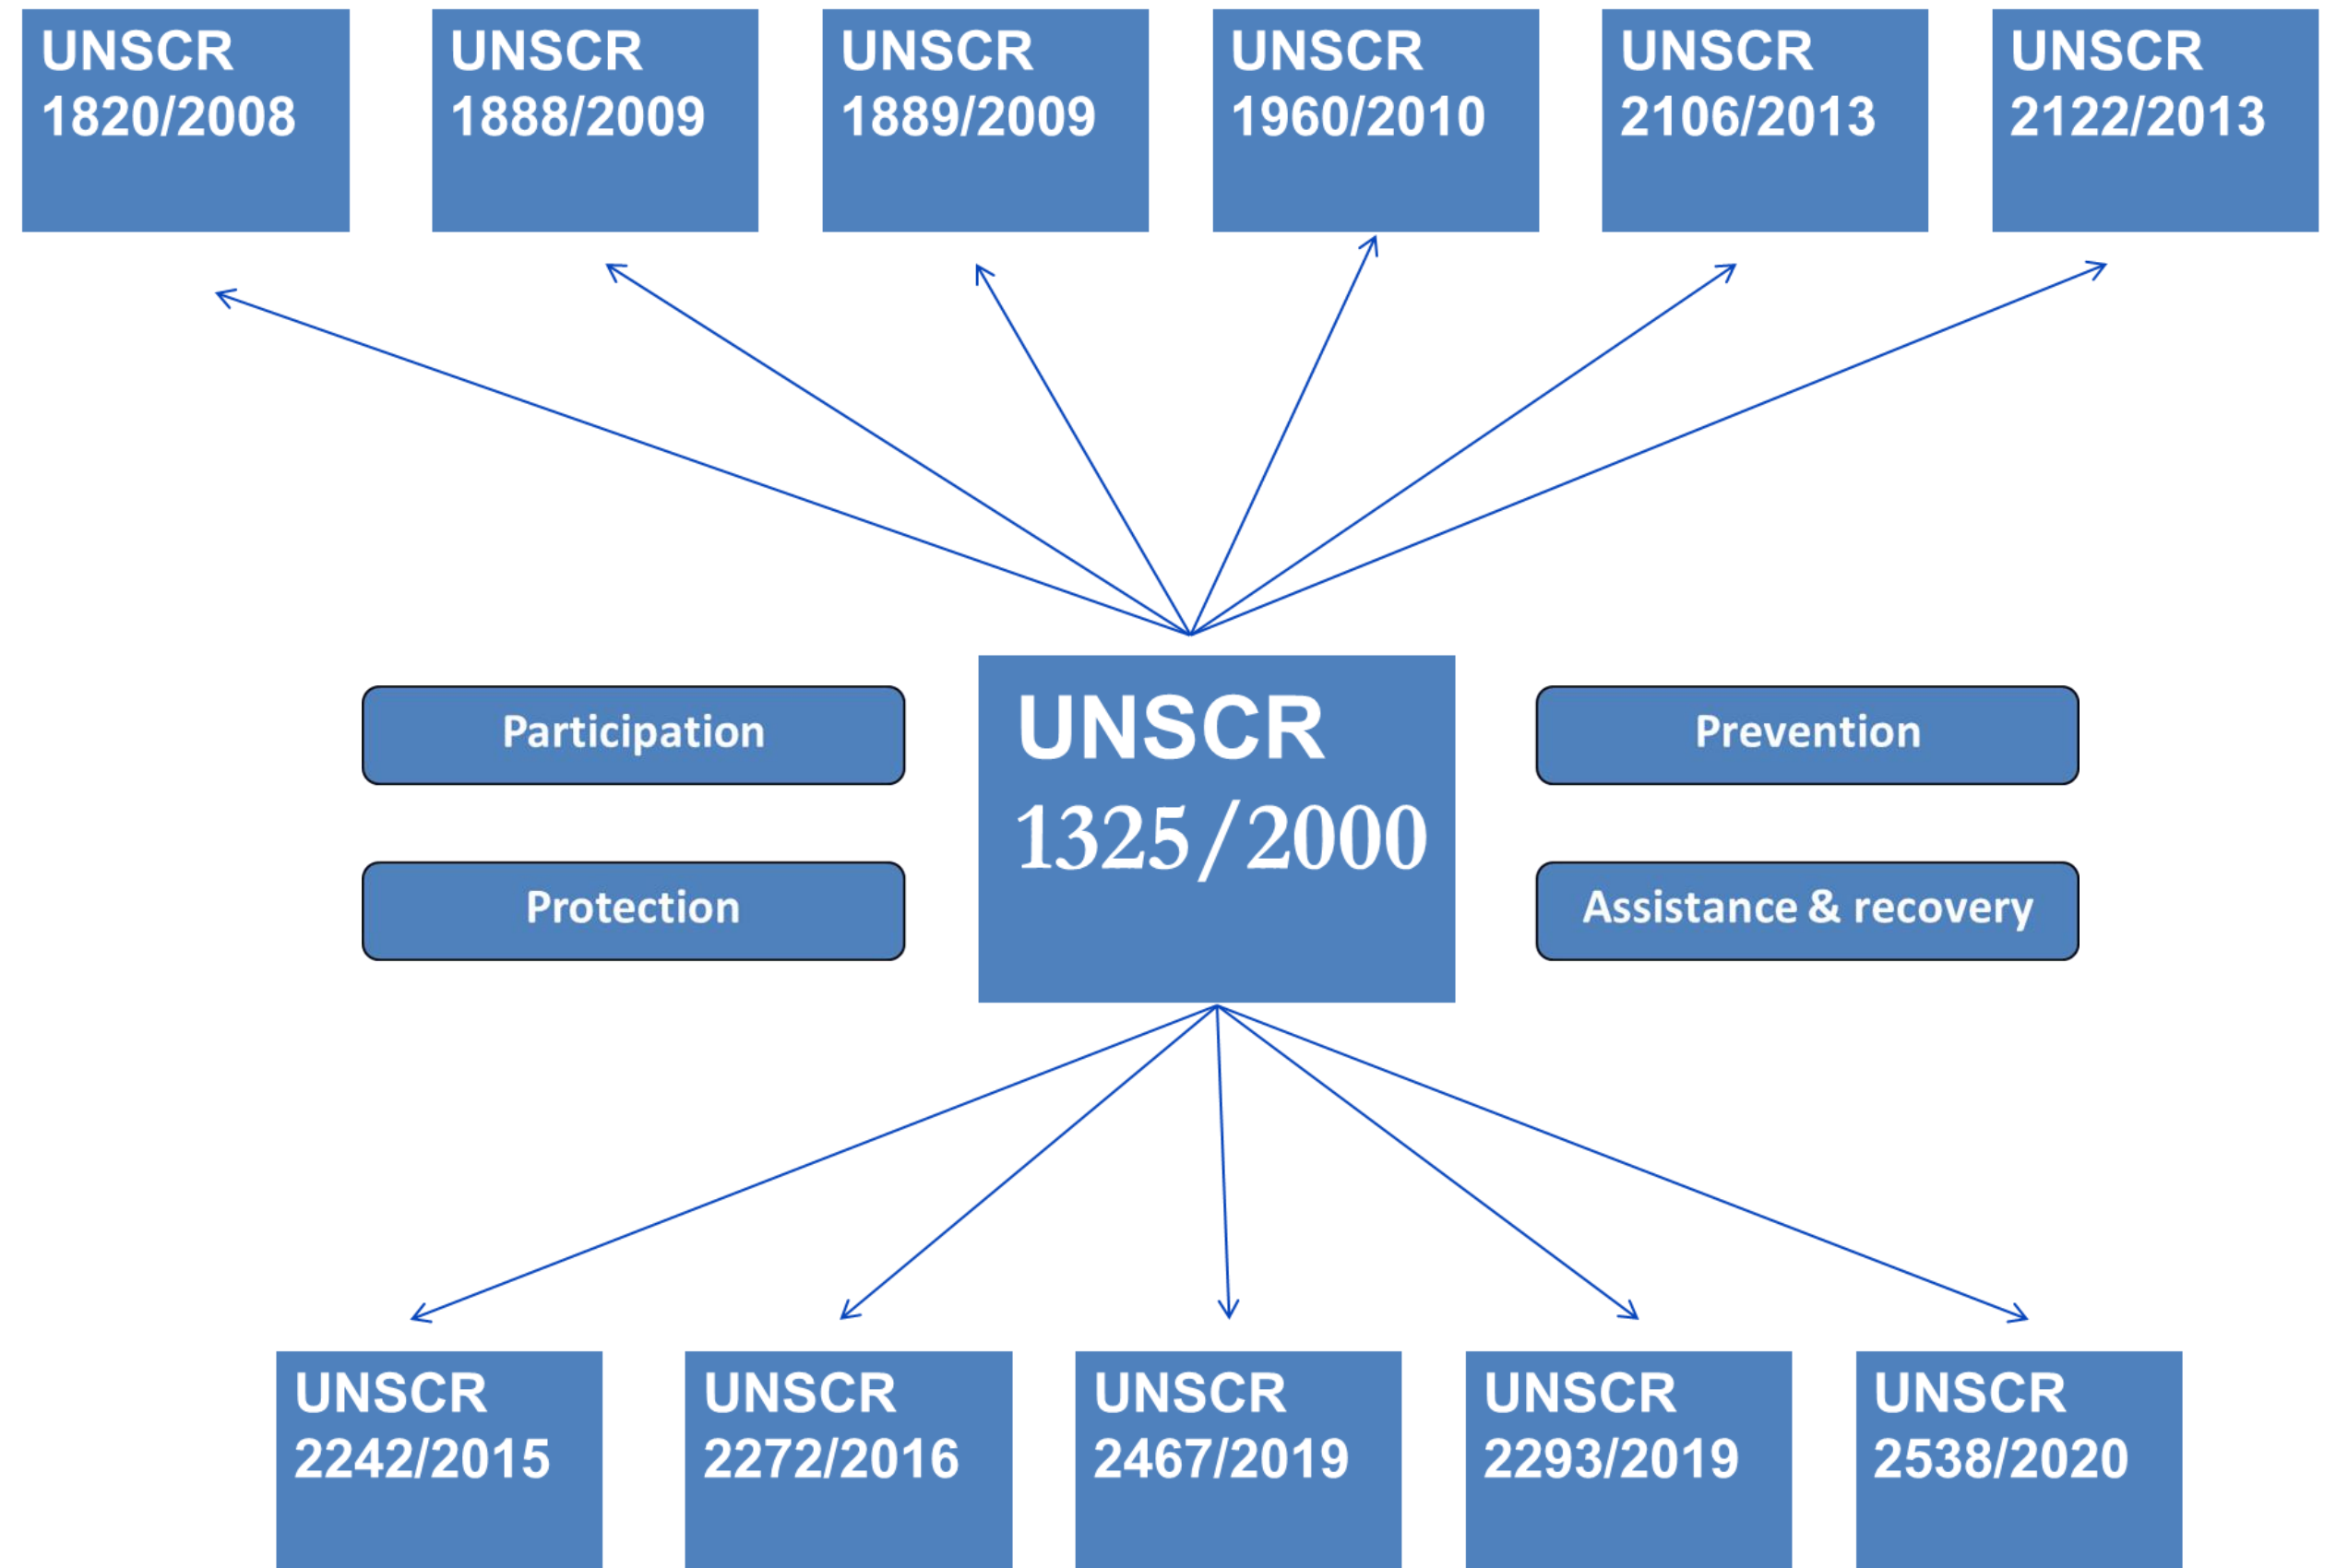 UNSCR
1820/2008
UNSCR
1888/2009
UNSCR
1889/2009
UNSCR
1960/2010
UNSCR
2106/2013
UNSCR
2122/2013
Participation
Protection
UNSCR
1325/2000
Prevention
Assistance & recovery
UNSCR
2242/2015
UNSCR
2272/2016
UNSCR
2467/2019
UNSCR
2293/2019
UNSCR
2538/2020